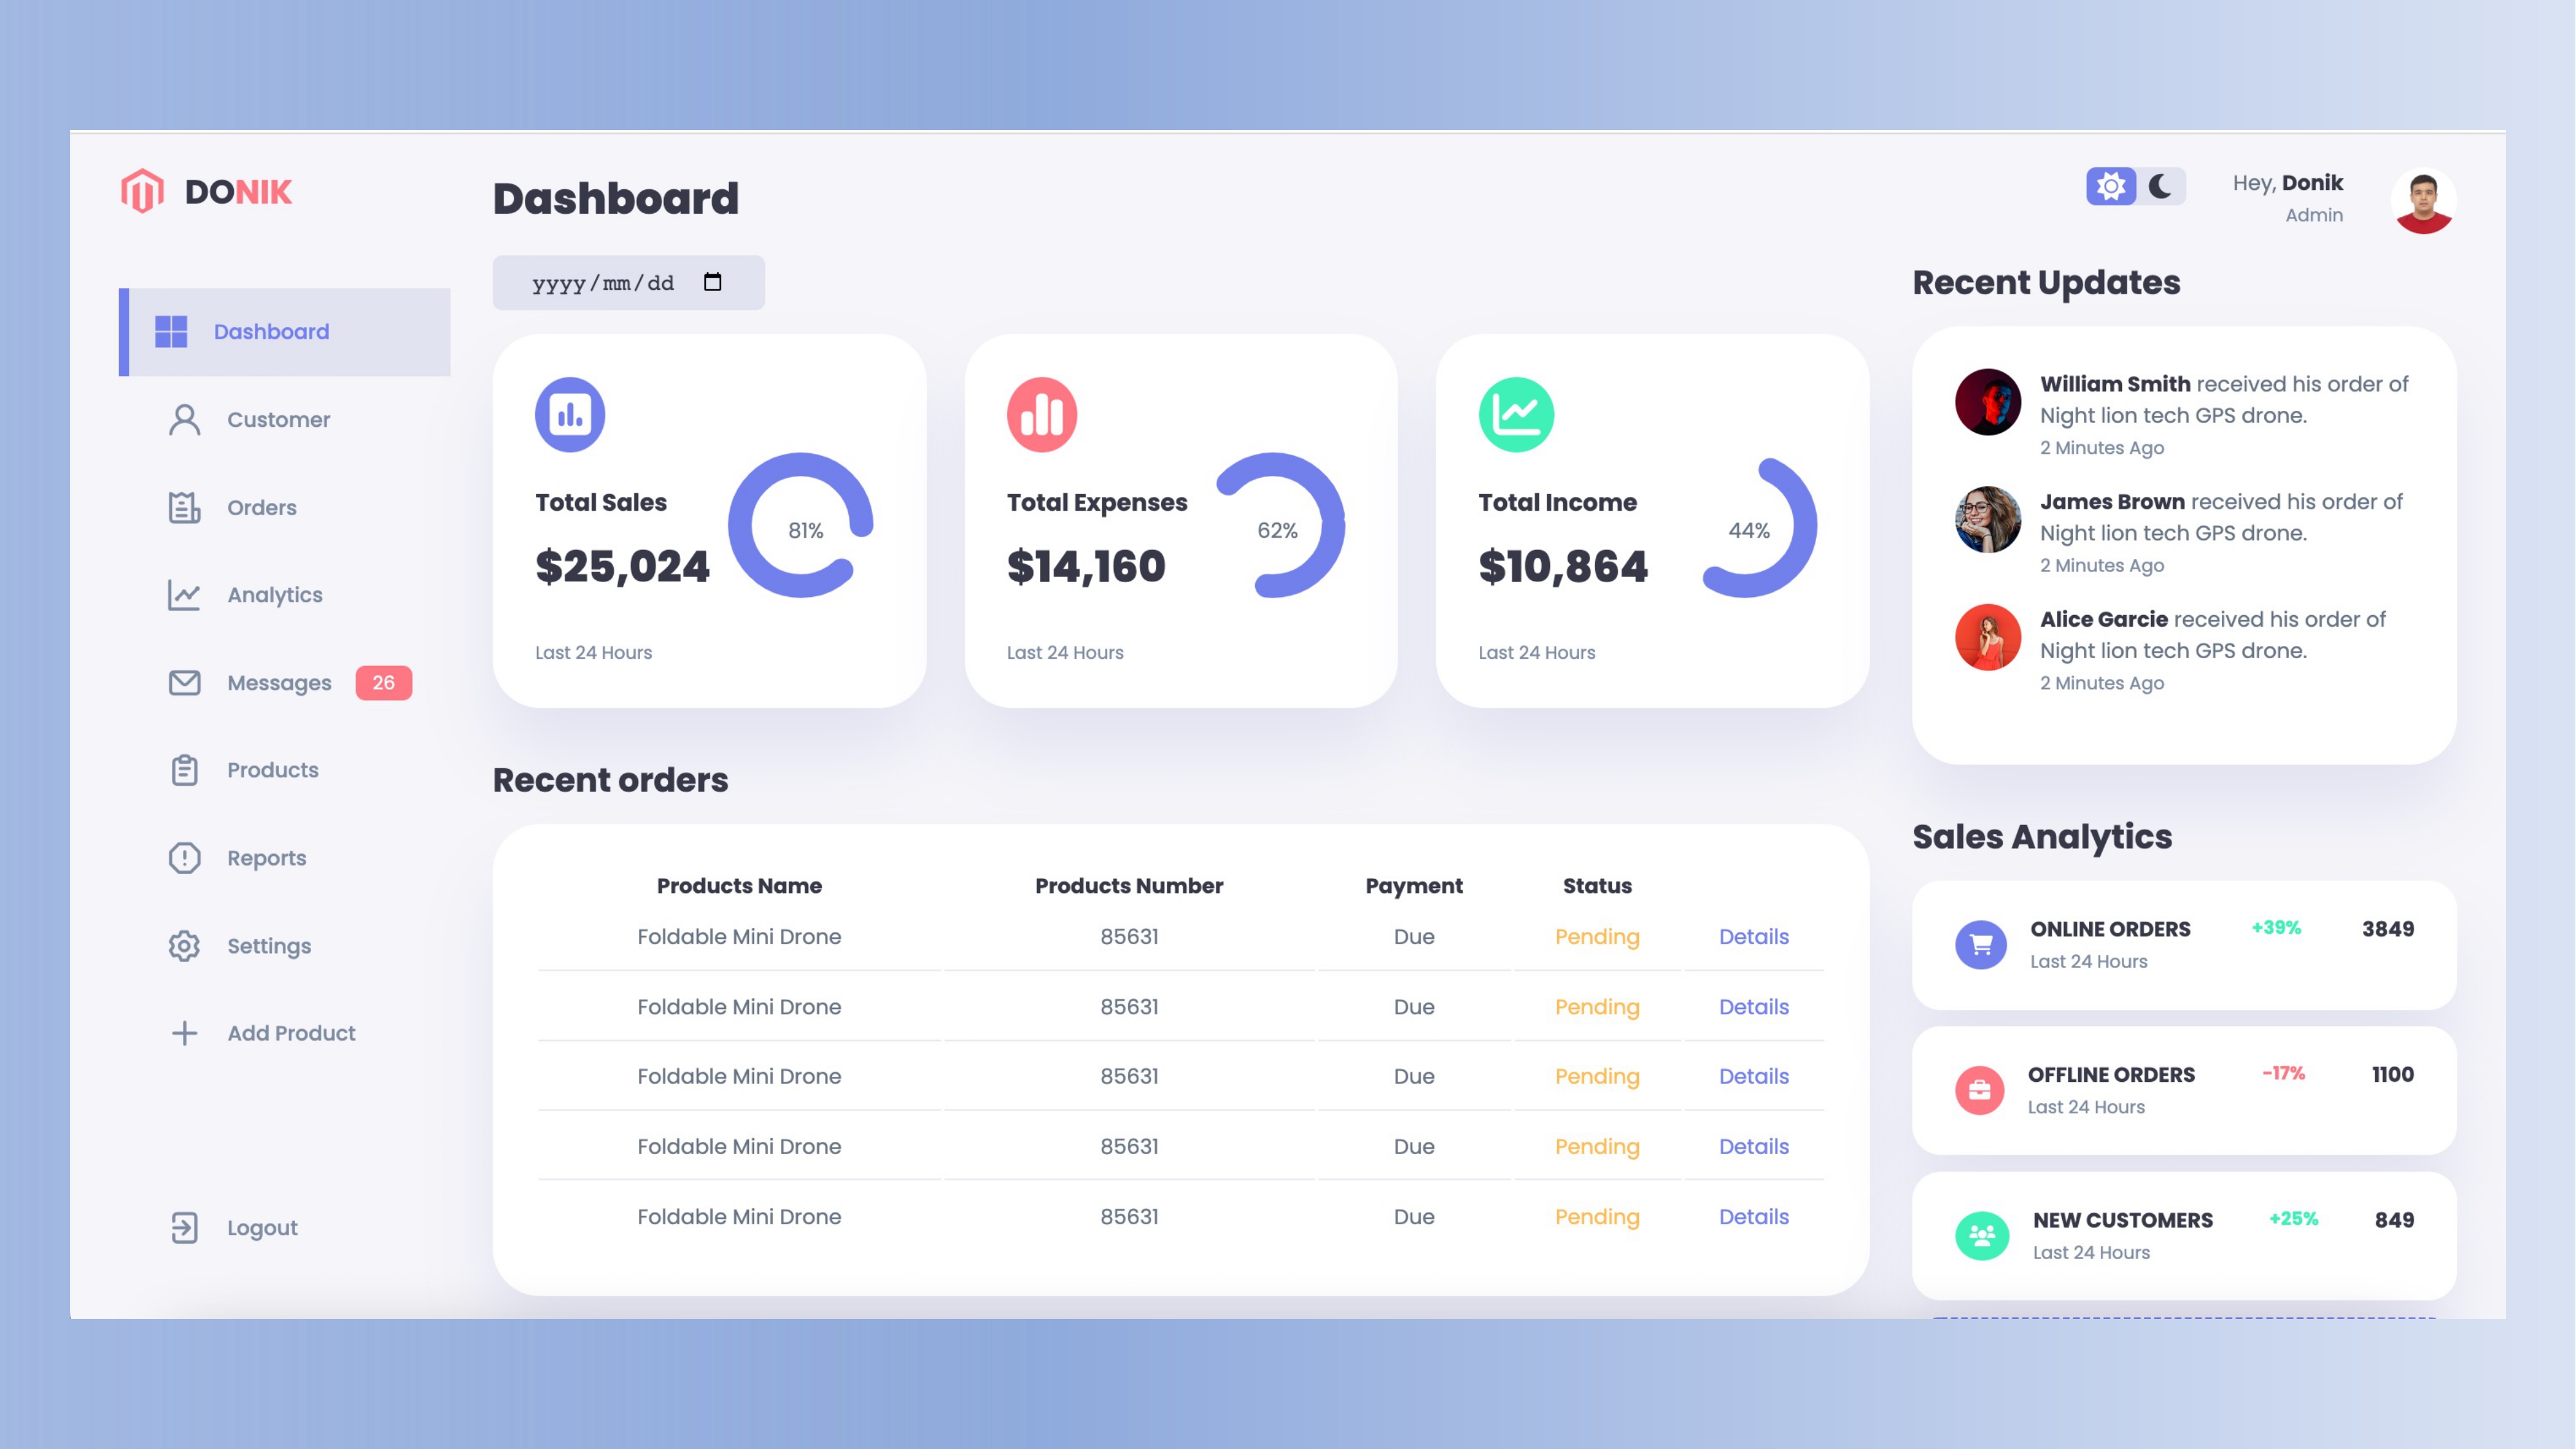 DONIK
Dashboard
Customer
Orders
Analytics
Messages 26
Products
Reports
Settings
Add Product
Logout
Dashboard
yyyy/mm/dd
Total Sales
$25,024
81%
Last 24 Hours
Total Expenses
$14,160
62%
Last 24 Hours
Total Income
$10,864
44%
Last 24 Hours
Recent orders
Products Name Products Number Payment Status
Foldable Mini Drone 85631 Due Pending Details
Foldable Mini Drone 85631 Due Pending Details
Foldable Mini Drone 85631 Due Pending Details
Foldable Mini Drone 85631 Due Pending Details
Foldable Mini Drone 85631 Due Pending Details
Hey, Donik
Admin
Recent Updates
William Smith received his order of
Night lion tech GPS drone.
2 Minutes Ago
James Brown received his order of
Night lion tech GPS drone.
2 Minutes Ago
Alice Garcie received his order of
Night lion tech GPS drone.
2 Minutes Ago
Sales Analytics
ONLINE ORDERS +39% 3849
Last 24 Hours
OFFLINE ORDERS -17% 1100
Last 24 Hours
NEW CUSTOMERS +25% 849
Last 24 Hours